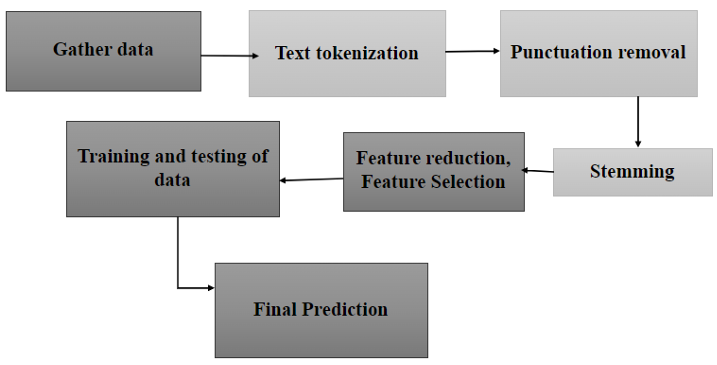 Gather data
Text tokenization
Punctuation removal
Stemming
Feature reduction,
Feature Selection
Training and testing of
data
Final Prediction